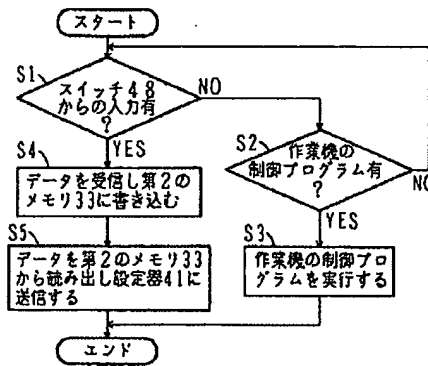 スタート
S1
スイッチ48
からの入力有
?
NO
YES
S2
作業機の
制御プログラム有
?
NO
YES
S4
データを受信し第2の
メモリ33に書き込む
S5
データを第2のメモリ33
から読み出し設定器41に
送信する
S3
作業機の制御プロ
グラムを実行する
エンド